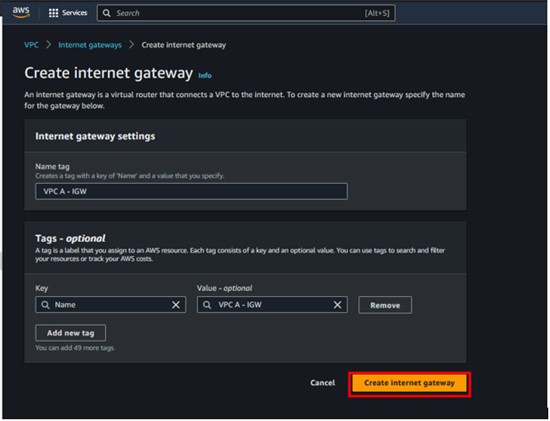 aws Services Search [Alt+S]
VPC > Internet gateways > Create internet gateway
Create internet gateway Info
An internet gateway is a virtual router that connects a VPC to the internet. To create a new internet gateway specify the name
for the gateway below.
Internet gateway settings
Name tag
Creates a tag with a key of 'Name' and a value that you specify.
VPC A - IGW
Tags - optional
A tag is a label that you assign to an AWS resource. Each tag consists of a key and an optional value. You can use tags to search and filter
your resources or track your AWS costs.
Key Value - optional
Name VPC A - IGW Remove
Add new tag
You can add 49 more tags.
Cancel Create internet gateway